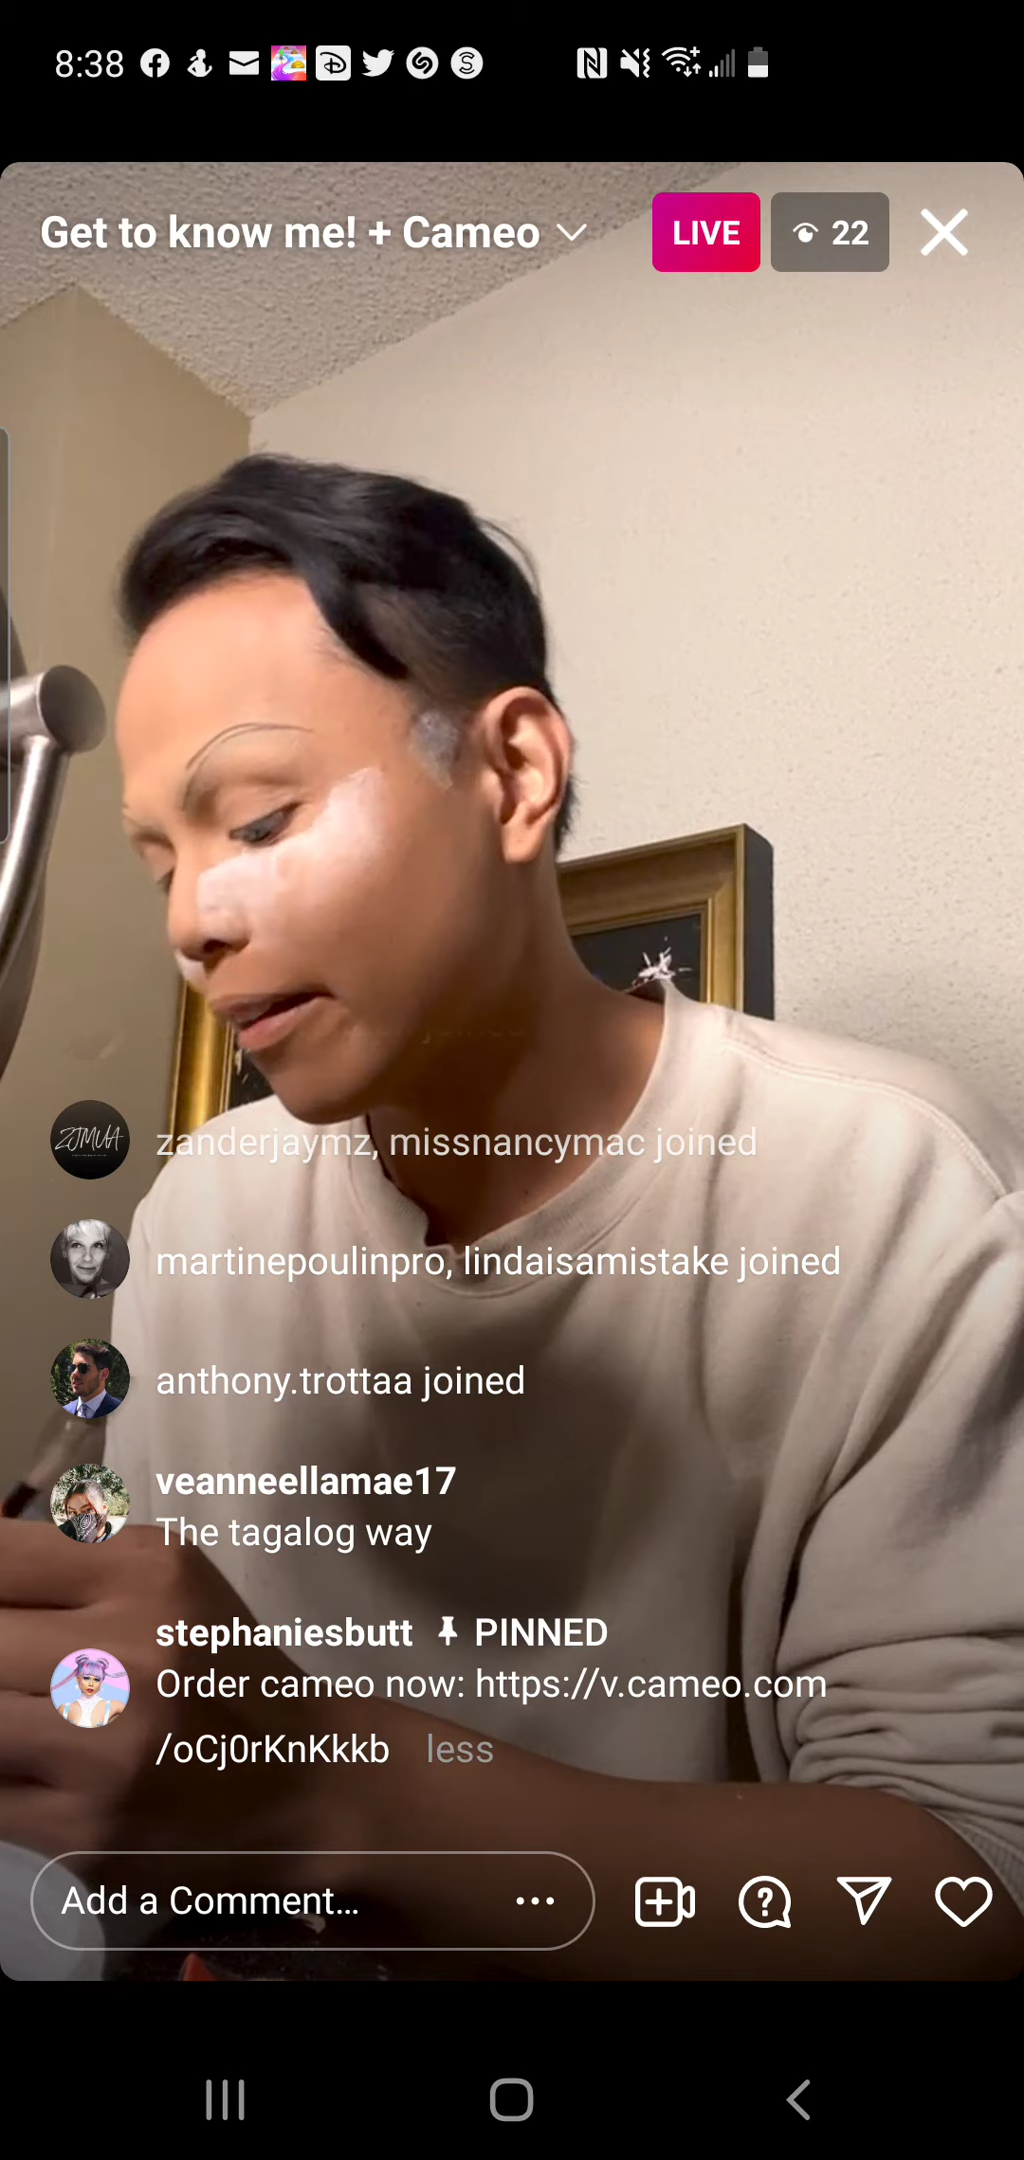 8:38
Get to know me! + Cameo
LIVE
22
ZJMUA
zanderjaymz, missnancymac joined
martinepoulinpro, lindaisamistake joined
anthony.trottaa joined
veanneellamae17
The tagalog way
stephaniesbutt PINNED
Order cameo now: https://v.cameo.com
/oCj0rKnKkkb less
Add a Comment...